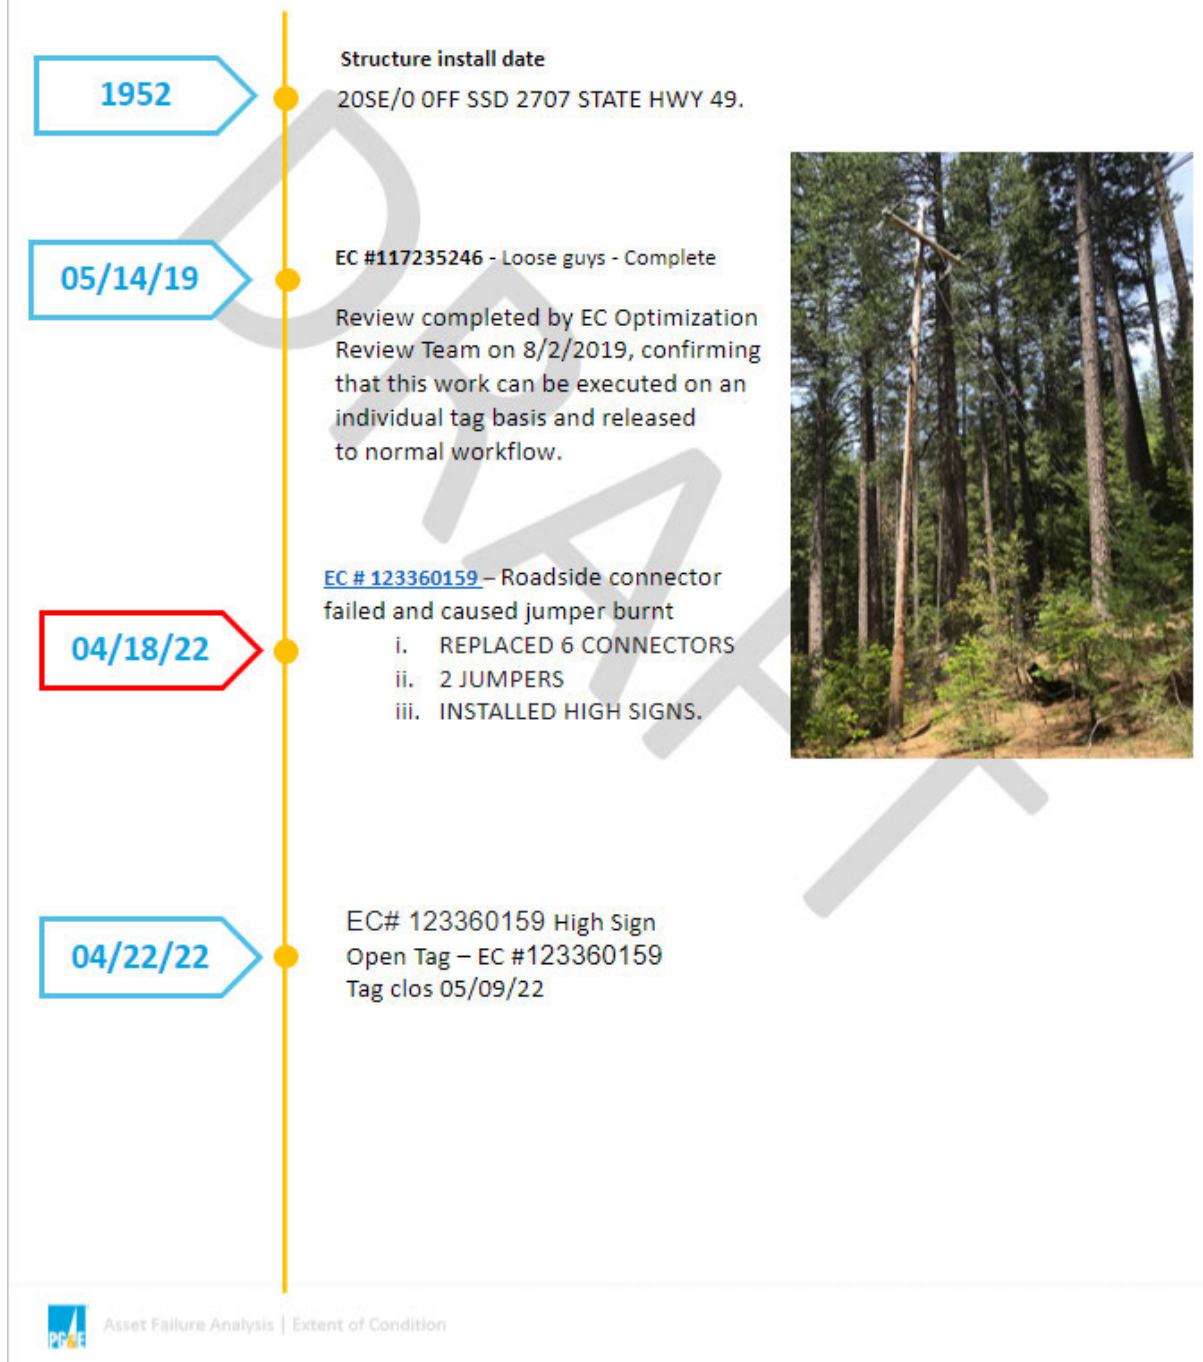 1952
Structure install date
20SE/0 0FF SSD 2707 STATE HWY 49.
05/14/19
EC #117235246 - Loose guys - Complete
Review completed by EC Optimization
Review Team on 8/2/2019, confirming
that this work can be executed on an
individual tag basis and released
to normal workflow.
04/18/22
EC # 123360159 – Roadside connector
failed and caused jumper burnt
i. REPLACED 6 CONNECTORS
ii. 2 JUMPERS
iii. INSTALLED HIGH SIGNS.
04/22/22
EC# 123360159 High Sign
Open Tag – EC #123360159
Tag clos 05/09/22
DRAFT
PG&E
Asset Failure Analysis | Extent of Condition